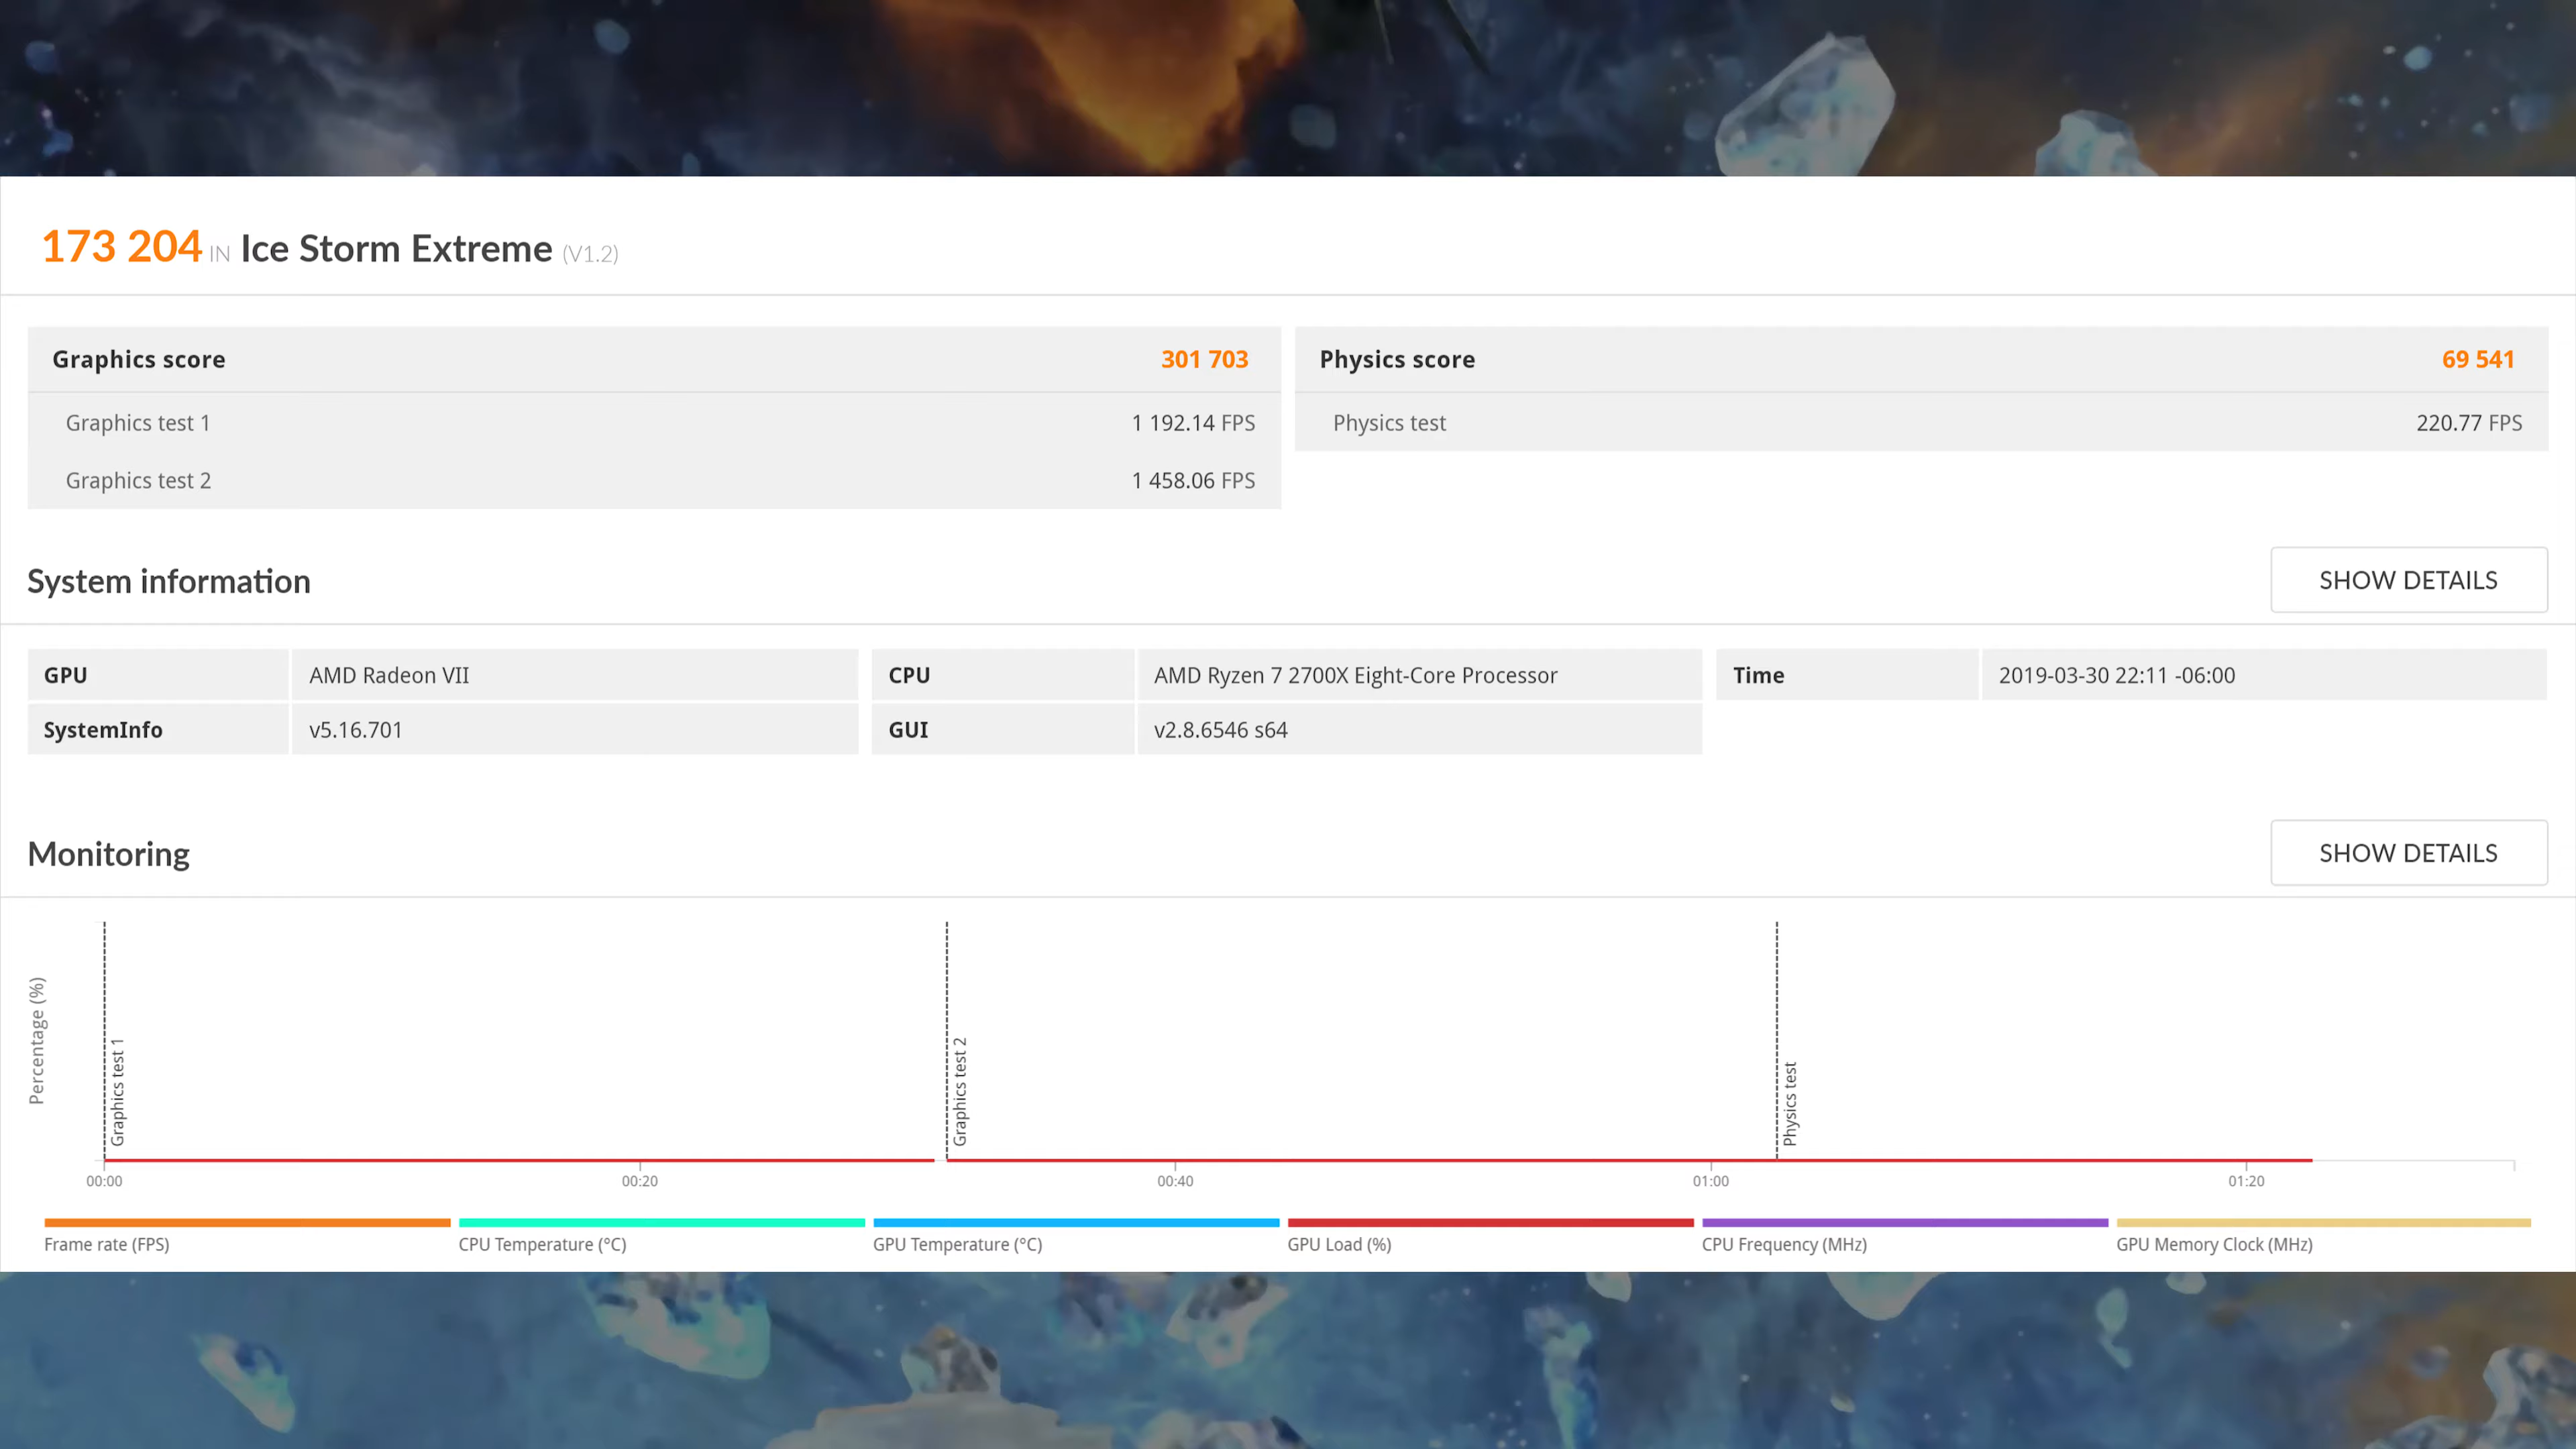 173 204 IN Ice Storm Extreme (V1.2)
Graphics score 301 703
Graphics test 1 1 192.14 FPS
Graphics test 2 1 458.06 FPS
Physics score 69 541
Physics test 220.77 FPS
System information SHOW DETAILS
GPU AMD Radeon VII CPU AMD Ryzen 7 2700X Eight-Core Processor Time 2019-03-30 22:11 -06:00
SystemInfo v5.16.701 GUI v2.8.6546 s64
Monitoring SHOW DETAILS
Percentage (%)
Graphics test 1
Graphics test 2
Physics test
00:00 00:20 00:40 01:00 01:20
Frame rate (FPS) CPU Temperature (°C) GPU Temperature (°C) GPU Load (%) CPU Frequency (MHz) GPU Memory Clock (MHz)